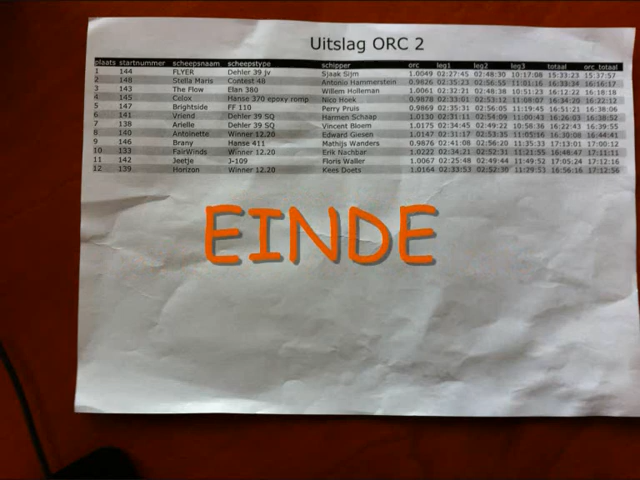 Uitslag ORC 2
plaats startnummer scheepsnaam scheepstype schipper orc leg1 leg2 leg3 totaal orc_totaal
1 144 FLYER Dehler 39 jv Sjaak Sijm 1.0049 02:27:45 02:48:30 10:17:08 15:33:23 15:37:57
2 148 Stella Maris Contest 48 Antonio Hammerstein 0.9826 02:35:23 02:56:55 11:01:16 16:33:34 16:16:17
3 143 The Flow Elan 380 Willem Holleman 1.0061 02:32:21 02:48:38 10:51:23 16:12:22 16:18:18
4 145 Celox Hanse 370 epoxy romp Nico Hoek 0.9878 02:33:01 02:53:12 11:08:07 16:34:20 16:22:12
5 147 Brightside FF 110 Perry Pruis 0.9869 02:35:31 02:56:05 11:19:45 16:51:21 16:38:06
6 141 Vriend Dehler 39 SQ Harmen Schaap 1.0130 02:31:11 02:54:09 11:00:43 16:26:03 16:38:52
7 138 Arielle Dehler 39 SQ Vincent Bloem 1.0175 02:34:45 02:49:22 10:58:36 16:22:43 16:39:55
8 140 Antoinette Winner 12.20 Edward Giesen 1.0147 02:31:17 02:53:35 11:05:16 16:30:08 16:44:41
9 146 Brany Hanse 411 Mathijs Wanders 0.9876 02:41:08 02:56:20 11:35:33 17:13:01 17:00:12
10 133 FairWinds Winner 12.20 Erik Nachbar 1.0222 02:34:21 02:52:31 11:21:55 16:48:47 17:11:11
11 142 Jeetje J-109 Floris Waller 1.0067 02:25:48 02:49:44 11:49:52 17:05:24 17:12:16
12 139 Horizon Winner 12.20 Kees Doets 1.0164 02:33:53 02:52:30 11:29:53 16:56:16 17:12:56
EINDE